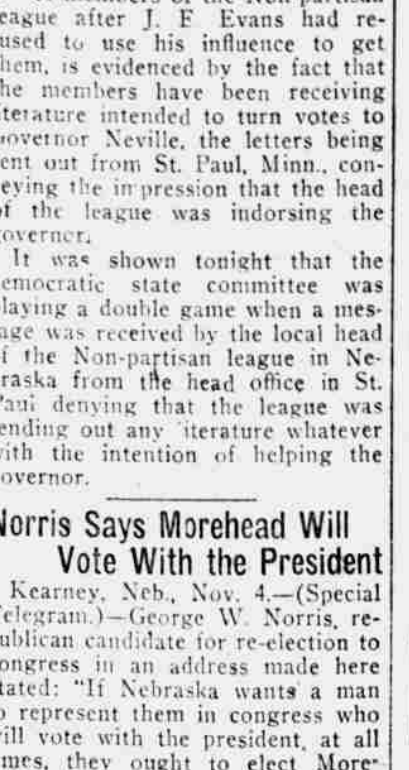 eague after J. F Evans had re-
used to use his influence to get
hem, is evidenced by the fact that
he members have been receiving
iterature intended to turn votes to
overnor Neville, the letters being
ent out from St. Paul, Minn., con-
eying the in pression that the head
f the league was indorsing the
overnor.
It was shown tonight that the
emocratic state committee was
laying a double game when a mes-
age was received by the local head
f the Non-partisan league in Ne-
raska from the head office in St.
aul denying that the league was
ending out any iterature whatever
ith the intention of helping the
overnor.
Norris Says Morehead Will
Vote With the President
Kearney, Neb., Nov. 4.—(Special
elegram.)—George W. Norris, re-
ublican candidate for re-election to
ongress in an address made here
tated: "If Nebraska wants a man
o represent them in congress who
ill vote with the president, at all
imes, they ought to elect More-